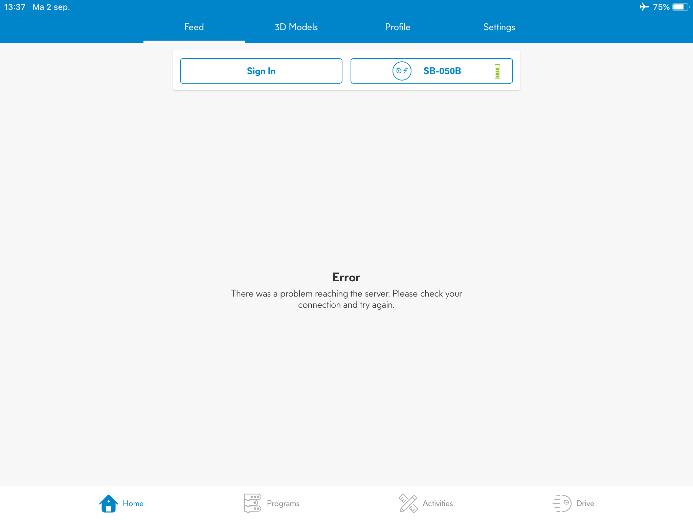 13:37 Ma 2 sep.
75%
Feed
3D Models
Profile
Settings
Sign In
SB-050B
Error
There was a problem reaching the server. Please check your
connection and try again.
Home
Programs
Activities
Drive